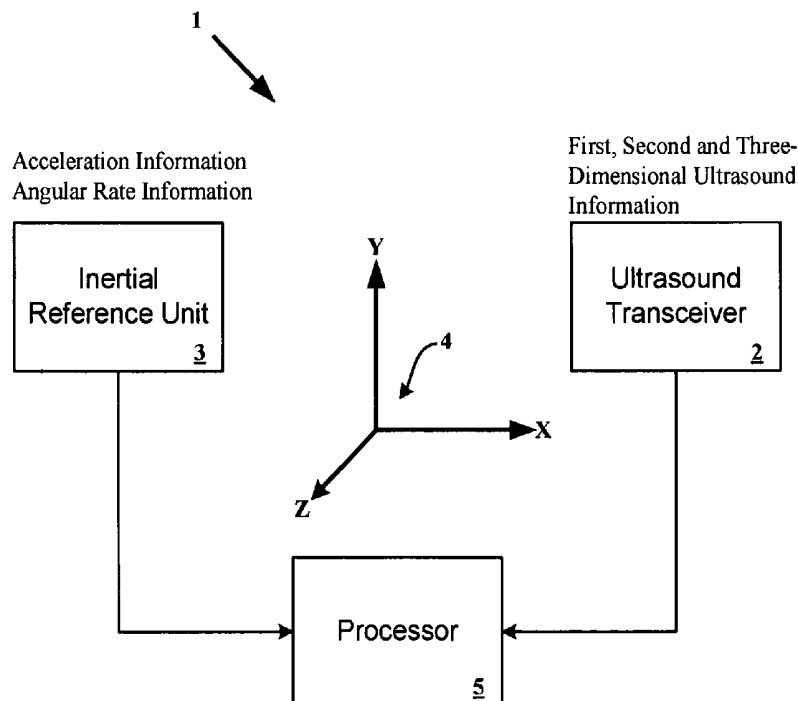 1
Acceleration Information
Angular Rate Information
First, Second and Three-
Dimensional Ultrasound
Information
Inertial
Reference Unit
3
Ultrasound
Transceiver
2
Y
4
X
Z
Processor
5